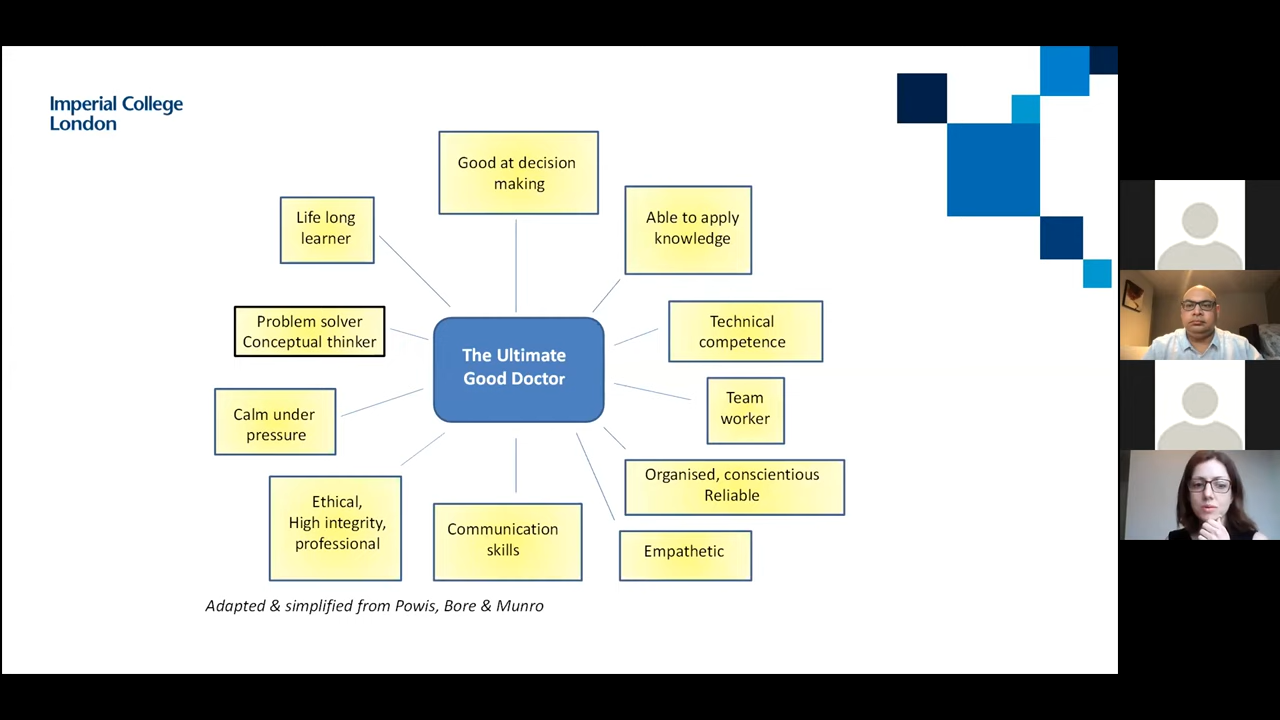 Imperial College
London
Good at decision
making
Life long
learner
Able to apply
knowledge
Problem solver
Conceptual thinker
The Ultimate
Good Doctor
Technical
competence
Calm under
pressure
Team
worker
Organised, conscientious
Reliable
Ethical,
High integrity,
professional
Communication
skills
Empathetic
Adapted & simplified from Powis, Bore & Munro